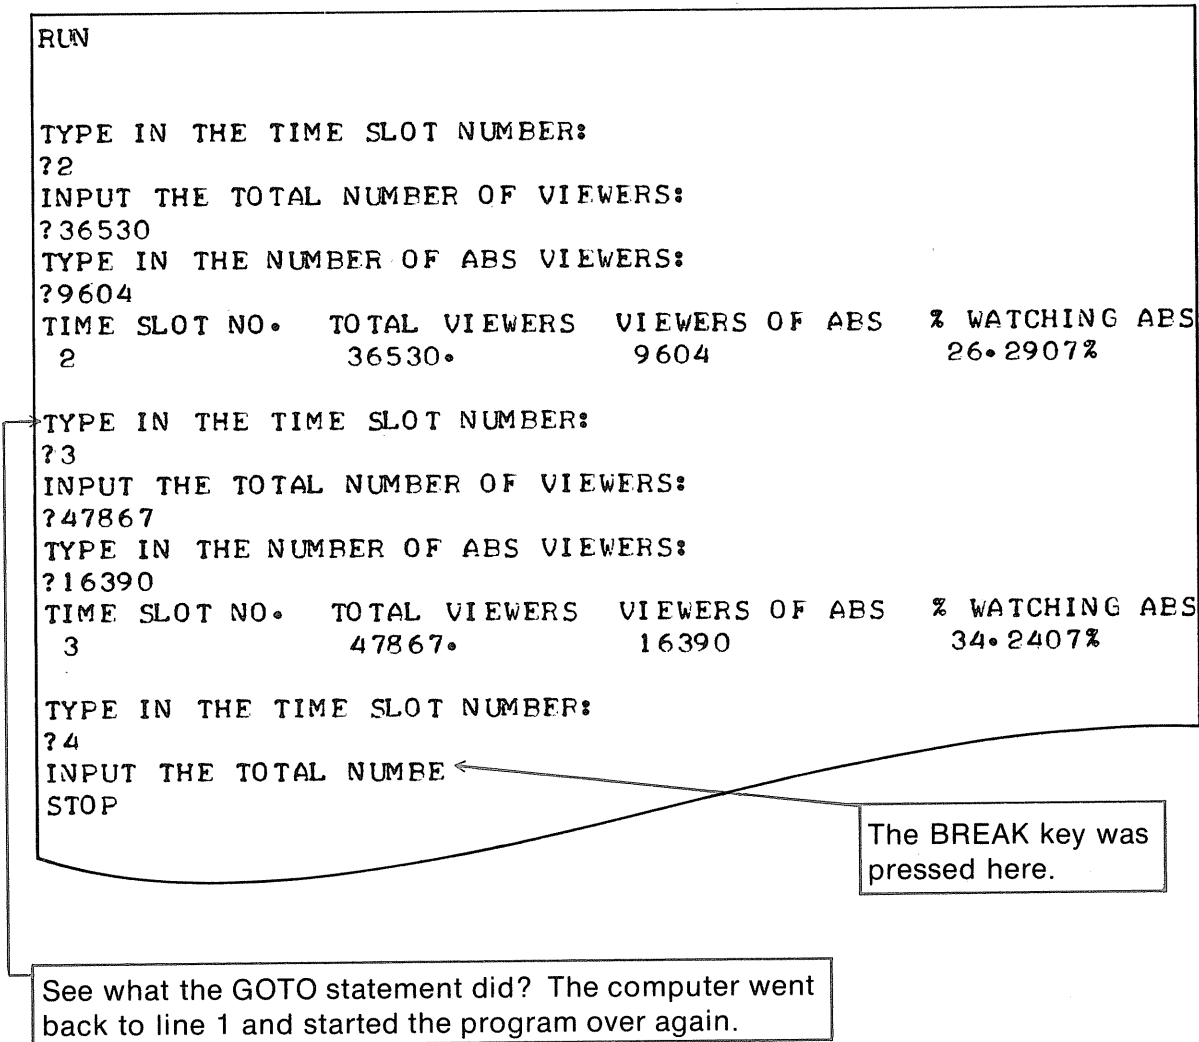 RUN
TYPE IN THE TIME SLOT NUMBER:
?2
INPUT THE TOTAL NUMBER OF VIEWERS:
?36530
TYPE IN THE NUMBER OF ABS VIEWERS:
?9604
TIME SLOT NO. TOTAL VIEWERS VIEWERS OF ABS % WATCHING ABS
2 36530. 9604 26.2907%
TYPE IN THE TIME SLOT NUMBER:
?3
INPUT THE TOTAL NUMBER OF VIEWERS:
?47867
TYPE IN THE NUMBER OF ABS VIEWERS:
?16390
TIME SLOT NO. TOTAL VIEWERS VIEWERS OF ABS % WATCHING ABS
3 47867. 16390 34.2407%
TYPE IN THE TIME SLOT NUMBER:
?4
INPUT THE TOTAL NUMBE
STOP
The BREAK key was
pressed here.
See what the GOTO statement did? The computer went
back to line 1 and started the program over again.